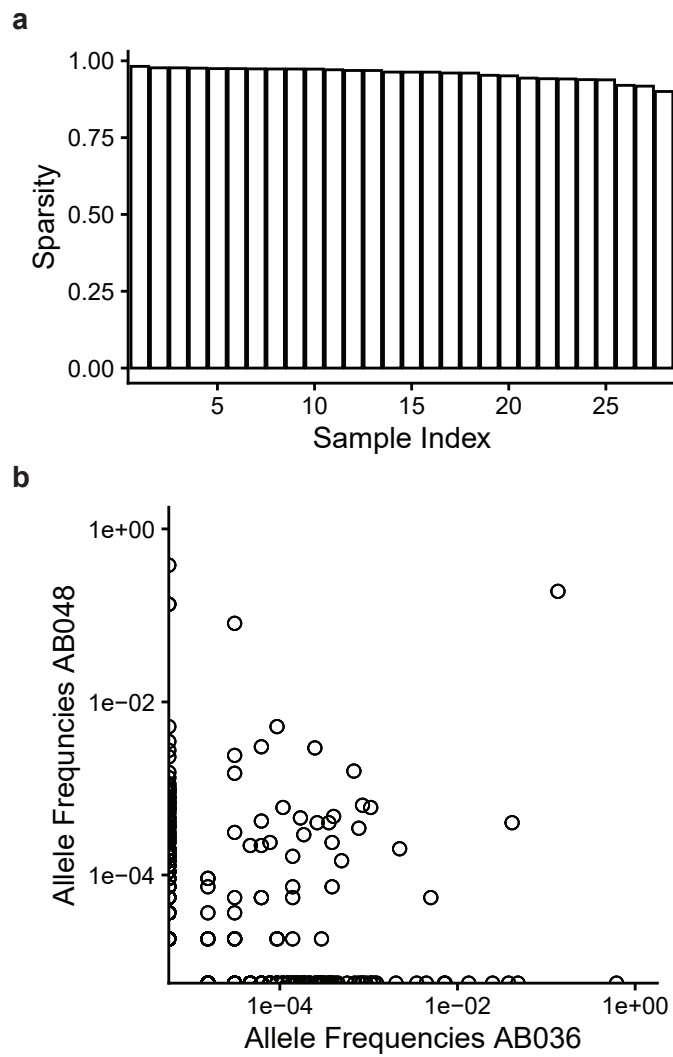 a
1.00
0.75
0.50
0.25
0.00
Sparsity
5 10 15 20 25
Sample Index
b
1e+00
1e−02
1e−04
Allele Frequncies AB048
1e−04 1e−02 1e+00
Allele Frequencies AB036